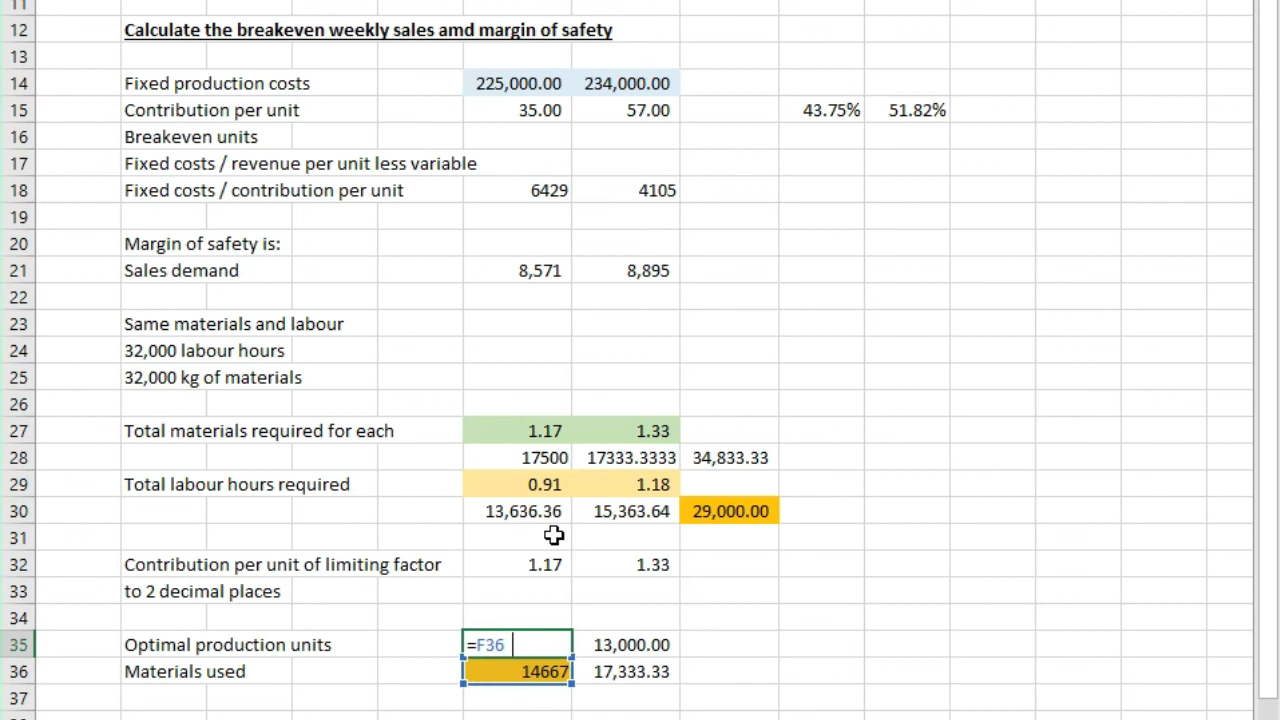 12 Calculate the breakeven weekly sales amd margin of safety
13
14 Fixed production costs 225,000.00 234,000.00
15 Contribution per unit 35.00 57.00 43.75% 51.82%
16 Breakeven units
17 Fixed costs / revenue per unit less variable
18 Fixed costs / contribution per unit 6429 4105
19
20 Margin of safety is:
21 Sales demand 8,571 8,895
22
23 Same materials and labour
24 32,000 labour hours
25 32,000 kg of materials
26
27 Total materials required for each 1.17 1.33
28 17500 17333.3333 34,833.33
29 Total labour hours required 0.91 1.18
30 13,636.36 15,363.64 29,000.00
31
32 Contribution per unit of limiting factor 1.17 1.33
33 to 2 decimal places
34
35 Optimal production units =F36 13,000.00
36 Materials used 14667 17,333.33
37